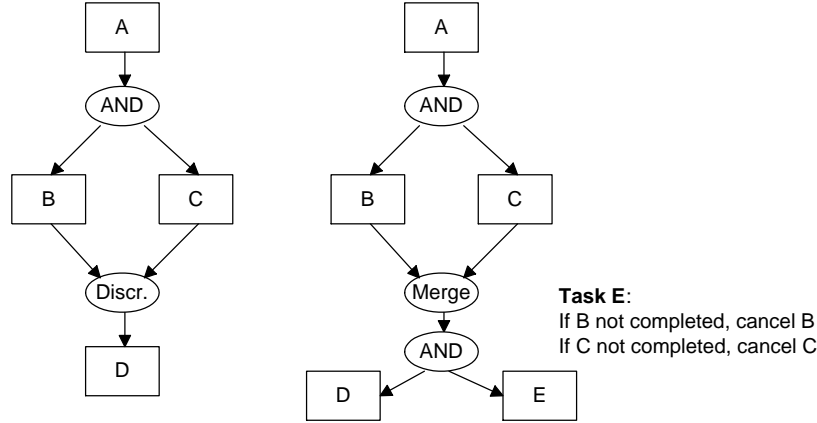 A
AND
B
C
Discr.
D
A
AND
B
C
Merge
AND
D
E
Task E:
If B not completed, cancel B
If C not completed, cancel C